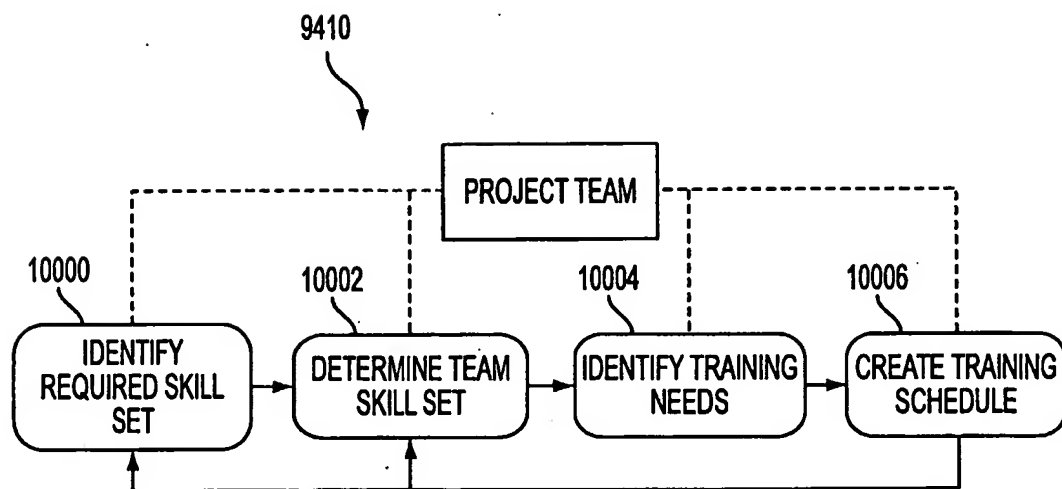 9410
PROJECT TEAM
10000
10002
10004
10006
IDENTIFY
REQUIRED SKILL
SET
DETERMINE TEAM
SKILL SET
IDENTIFY TRAINING
NEEDS
CREATE TRAINING
SCHEDULE